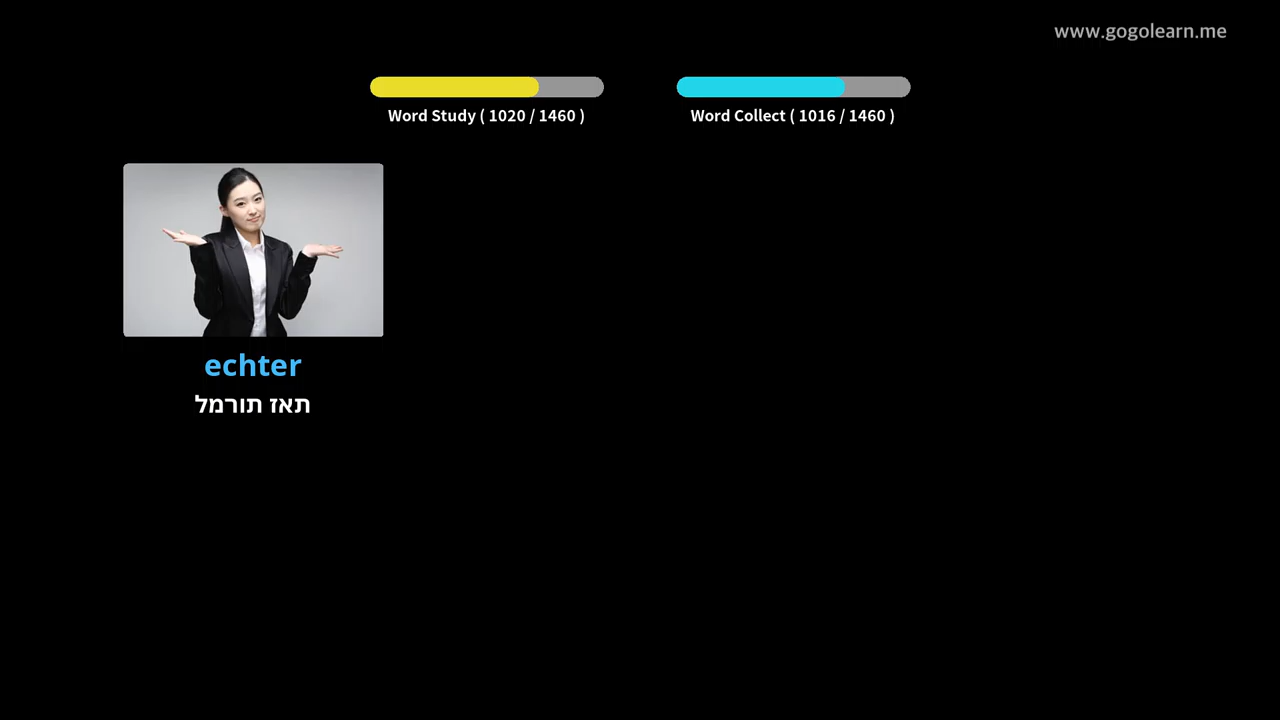 www.gogolearn.me
Word Study ( 1020 / 1460 )
Word Collect ( 1016 / 1460 )
echter
תאז תורמל